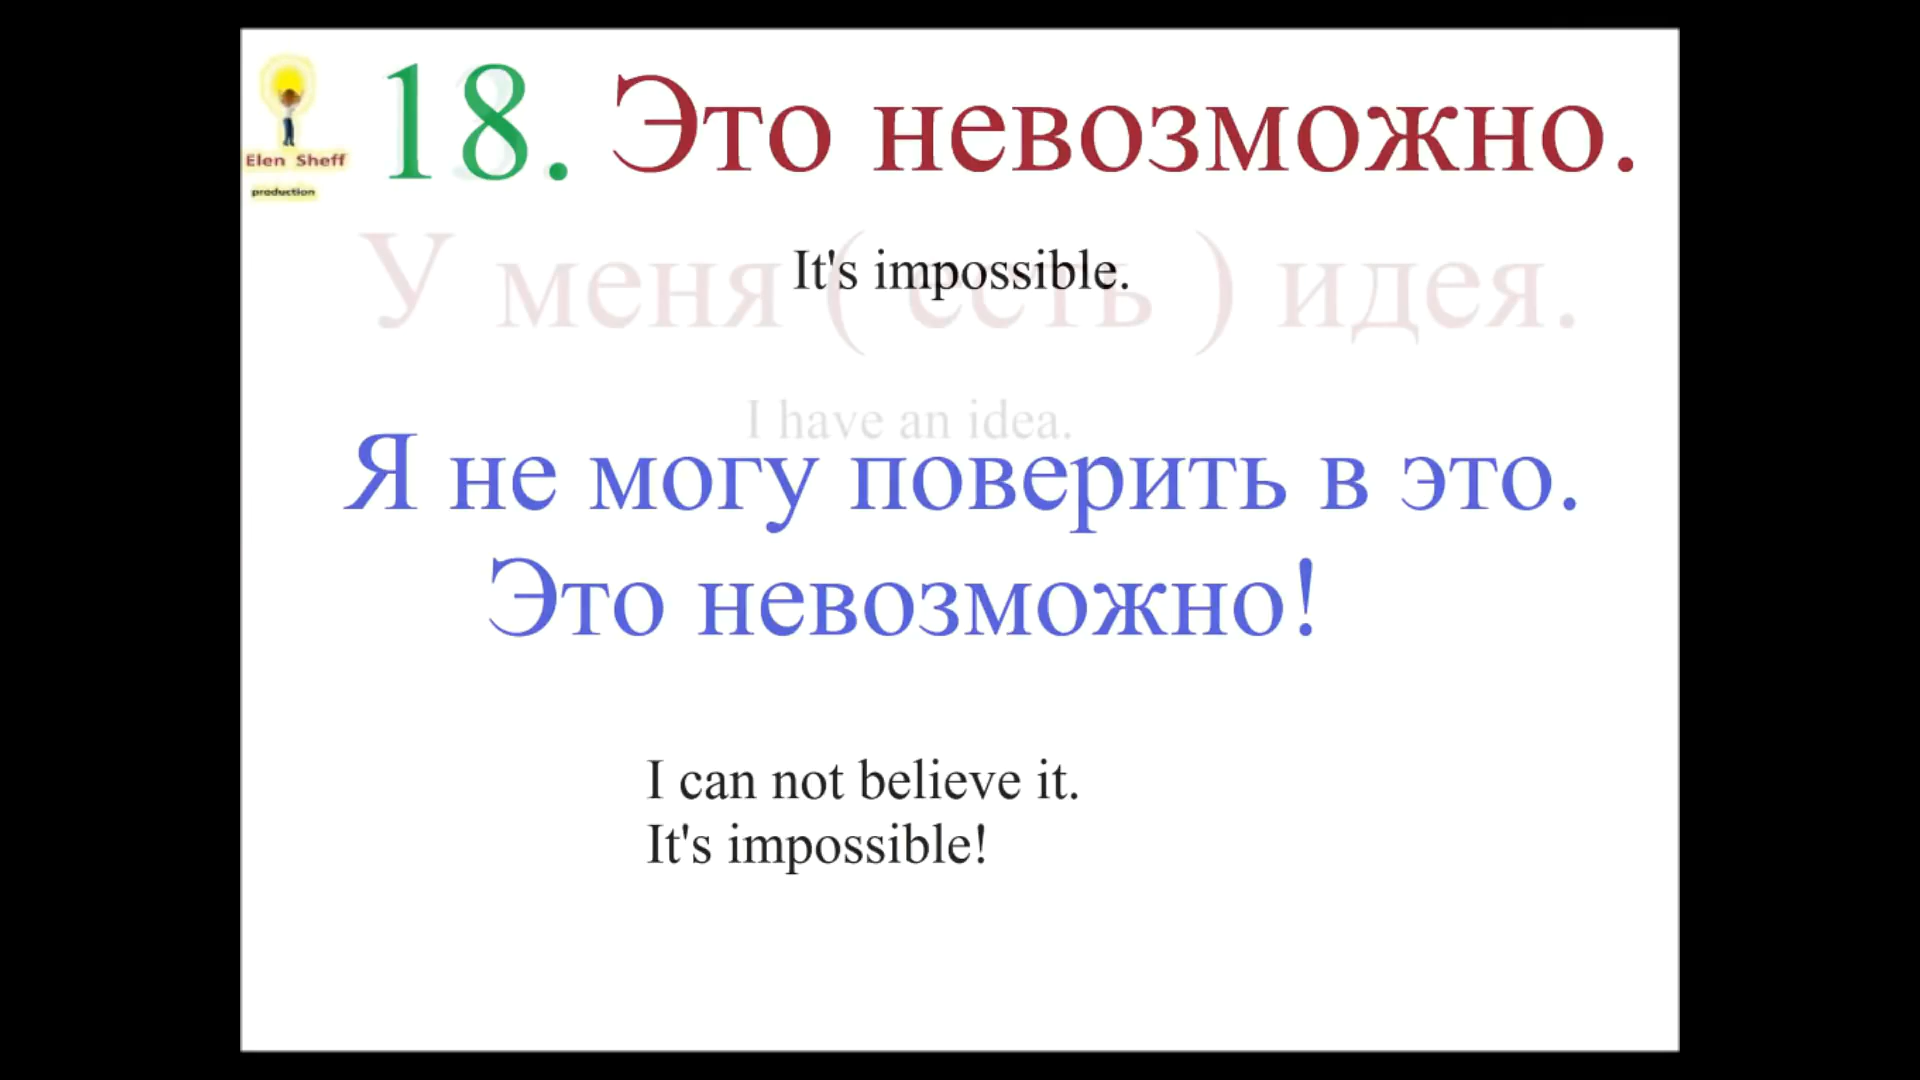 Elen Sheff
production
18. Это невозможно.
It's impossible.
У меня ( есть ) идея.
I have an idea.
Я не могу поверить в это.
Это невозможно!
I can not believe it.
It's impossible!